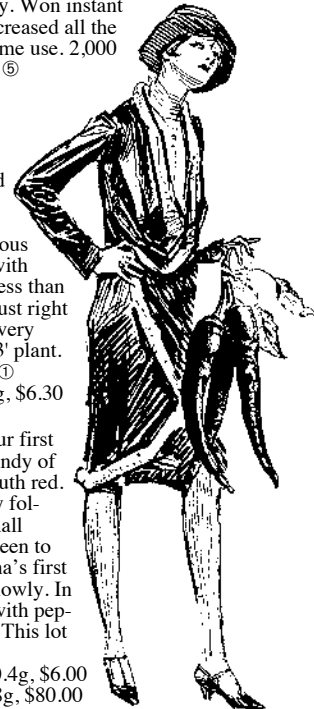 y. Won instant
creased all the
me use. 2,000
⑤
d
ous
with
ess than
ust right
very
3' plant.
①
g, $6.30
ur first
ndy of
uth red.
y fol-
all
een to
na's first
lowly. In
with pep-
This lot
0.4g, $6.00
8g, $80.00